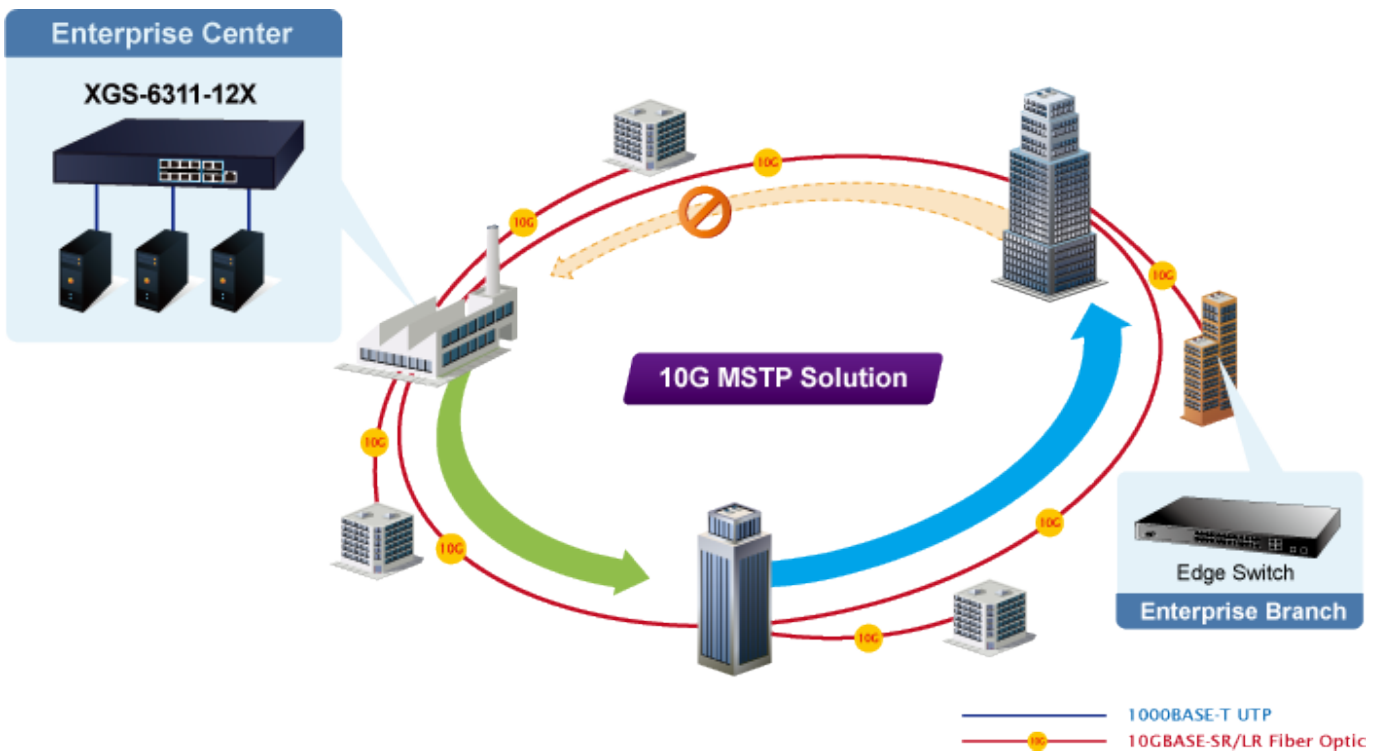 Enterprise Center
XGS-6311-12X
10G
10G
10G
10G MSTP Solution
10G
10G
10G
10G
Edge Switch
Enterprise Branch
1000BASE-T UTP
10G
10GBASE-SR/LR Fiber Optic